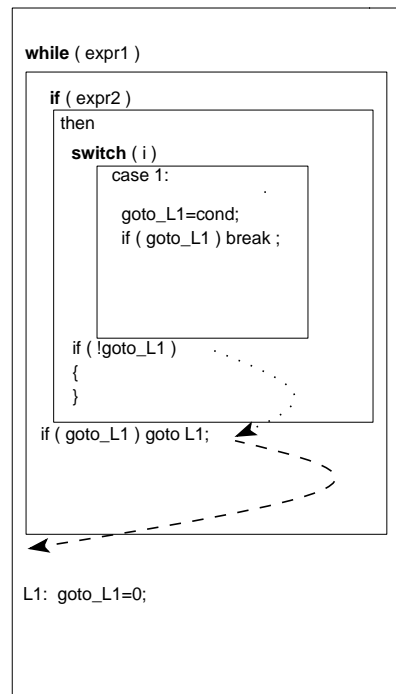 while ( expr1 )
if ( expr2 )
then
switch ( i )
case 1:
.
goto_L1=cond;
if ( goto_L1 ) break ;
if ( !goto_L1 )
{
}
if ( goto_L1 ) goto L1;
L1: goto_L1=0;